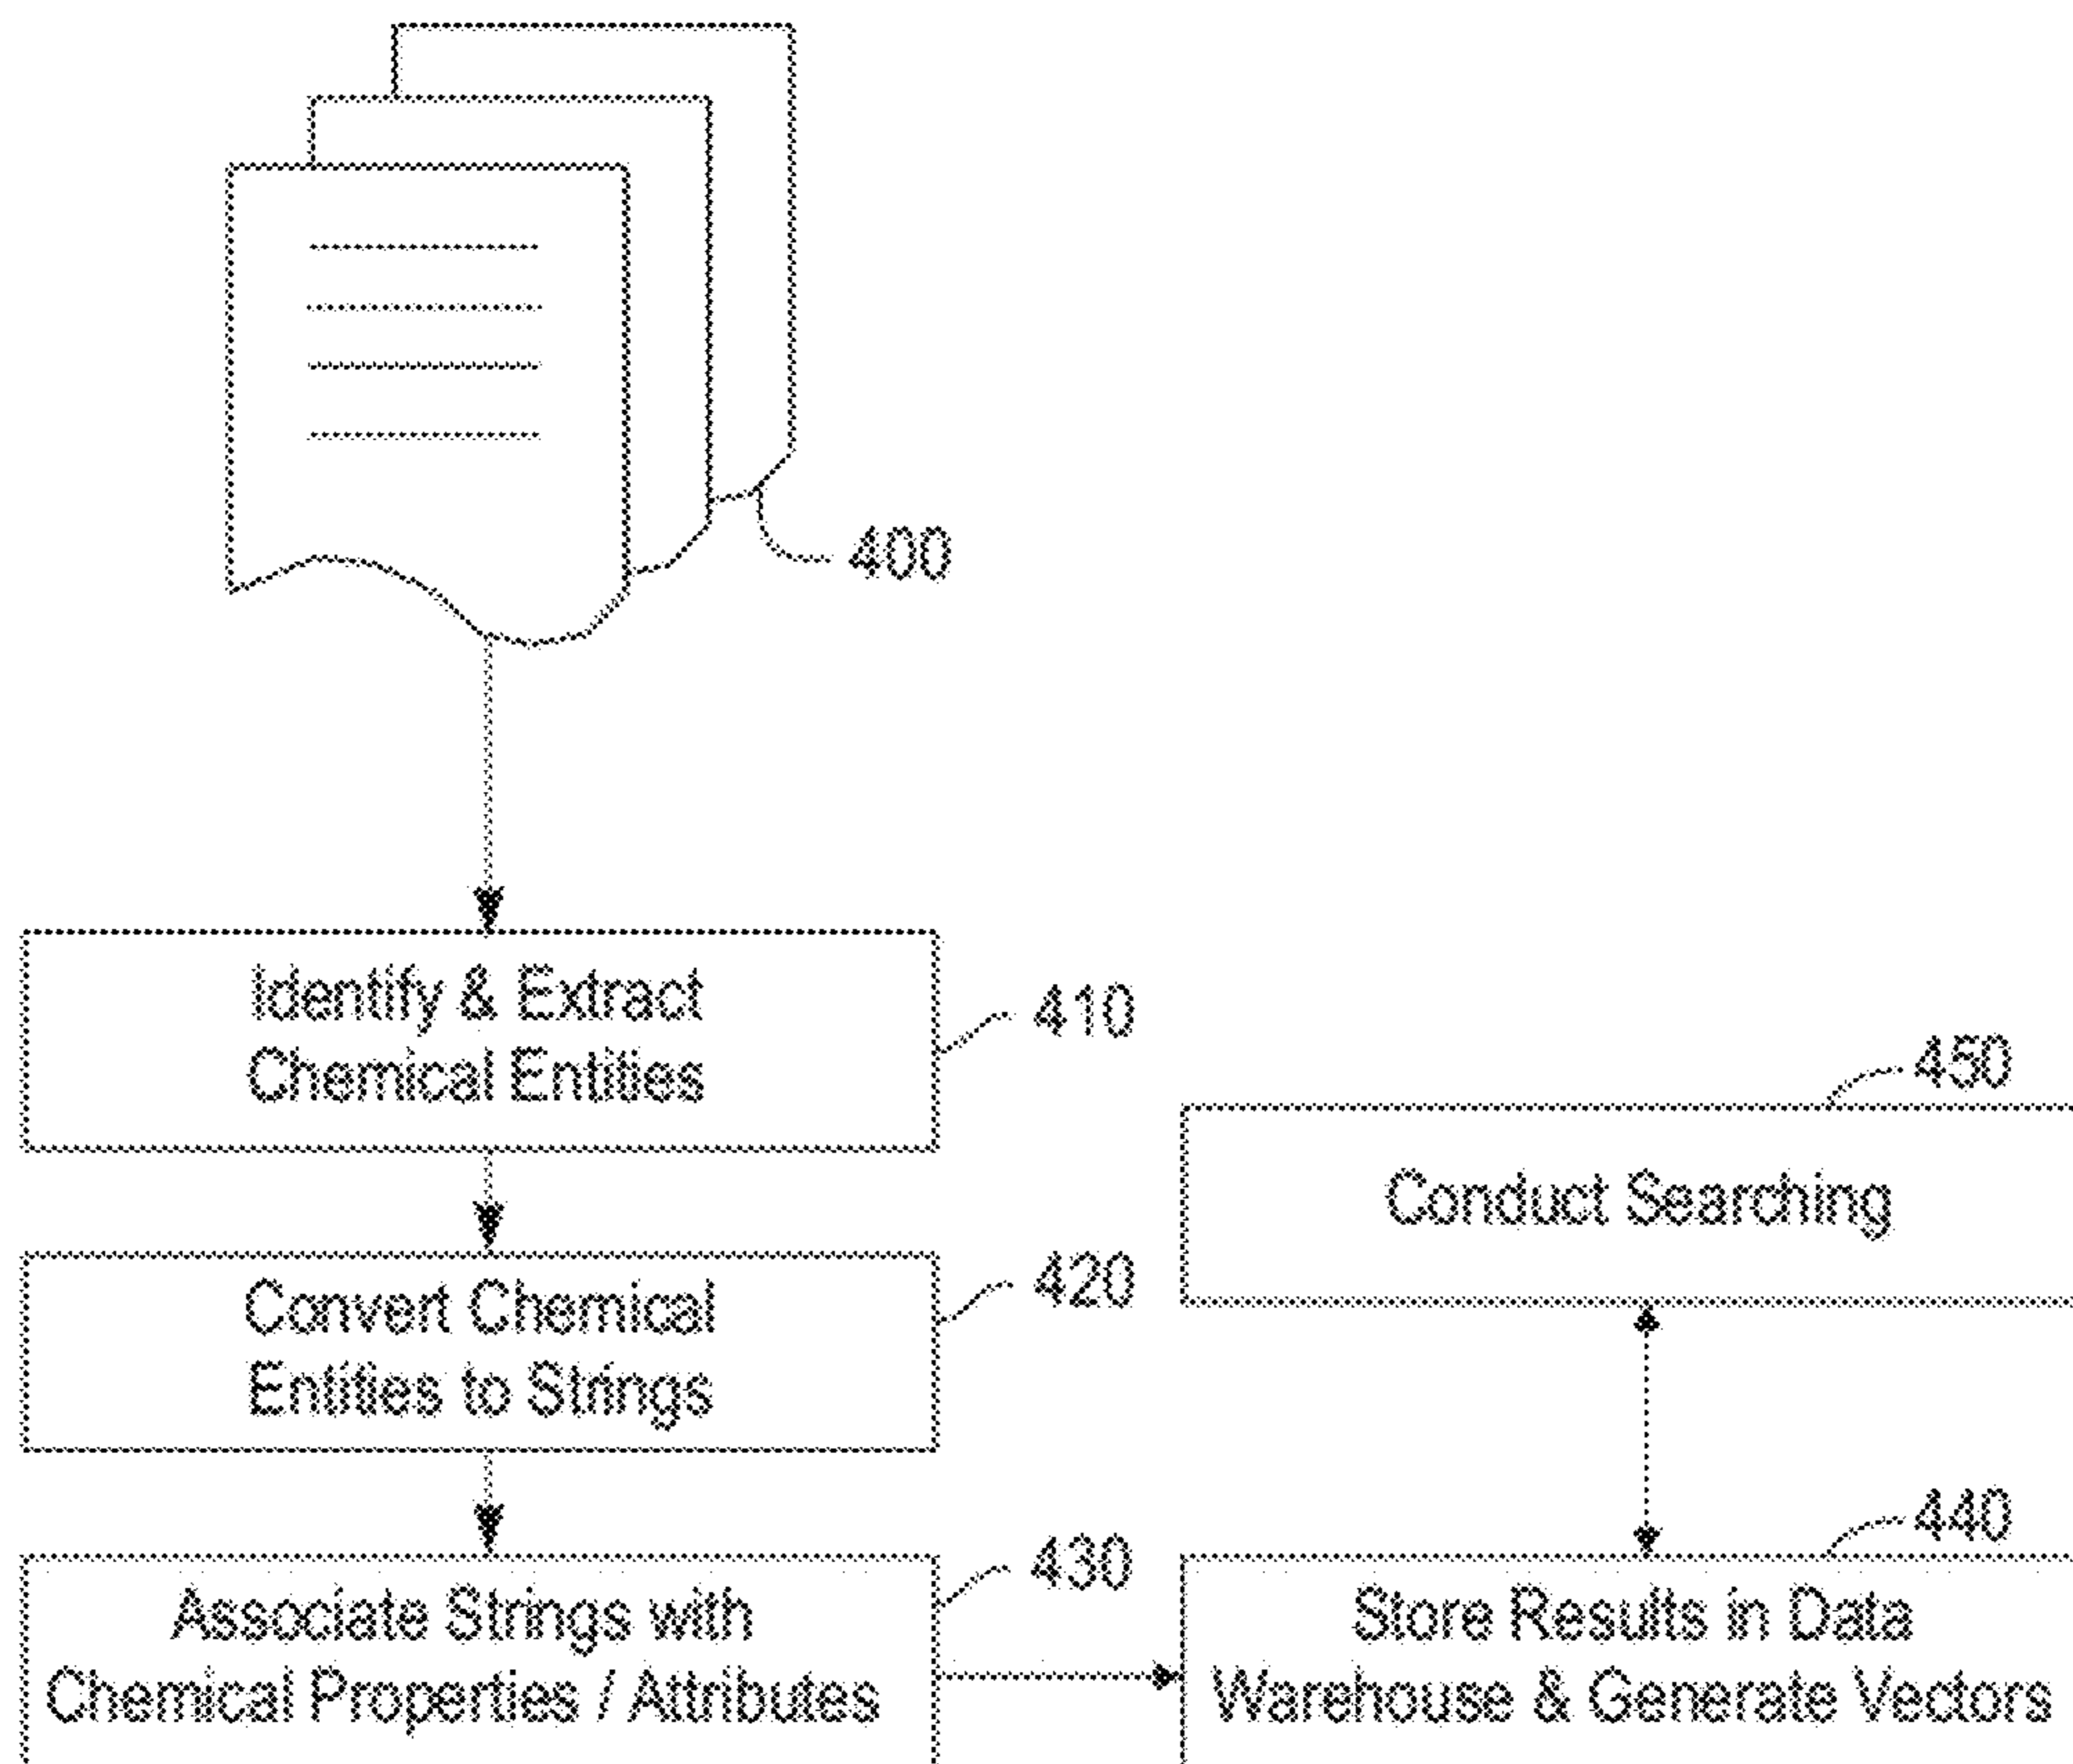 400
Identify & Extract
Chemical Entities
410
Convert Chemical
Entities to Strings
420
Associate Strings with
Chemical Properties / Attributes
430
450
Conduct Searching
440
Store Results in Data
Warehouse & Generate Vectors